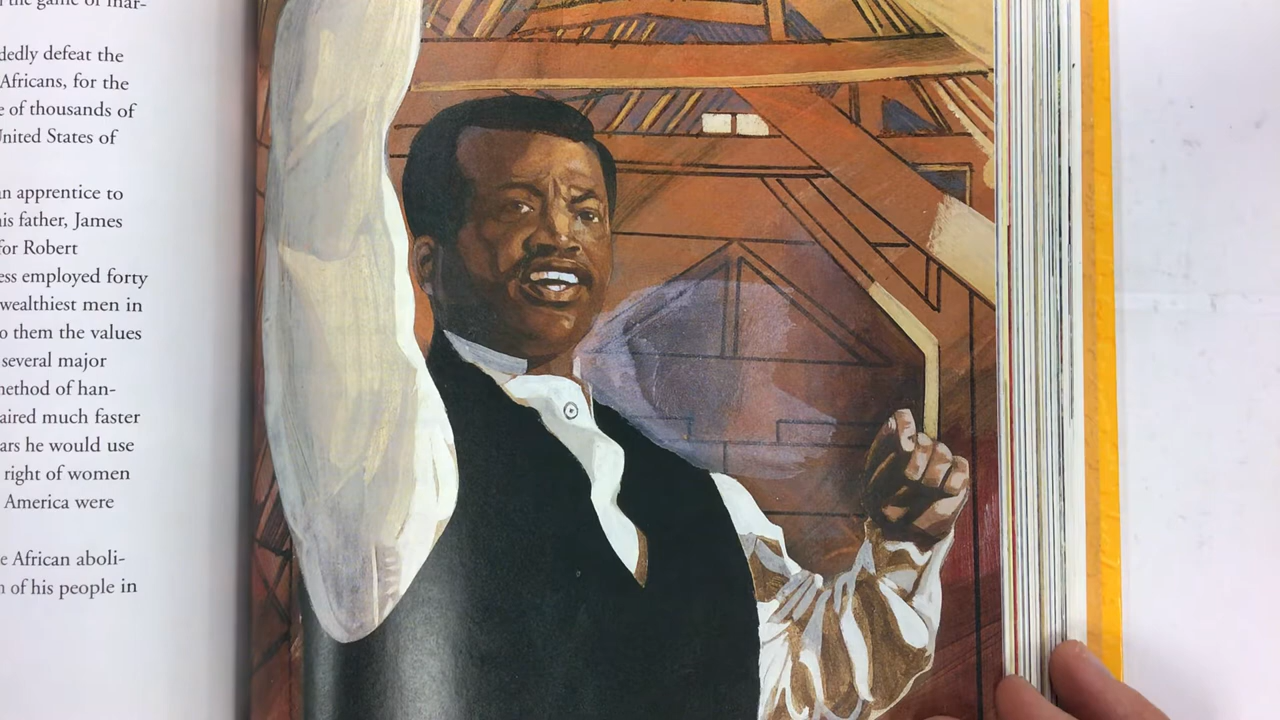 the game of mar-
dedly defeat the
Africans, for the
e of thousands of
United States of
an apprentice to
his father, James
for Robert
ess employed forty
wealthiest men in
o them the values
several major
method of han-
aired much faster
ars he would use
right of women
America were
e African aboli-
n of his people in